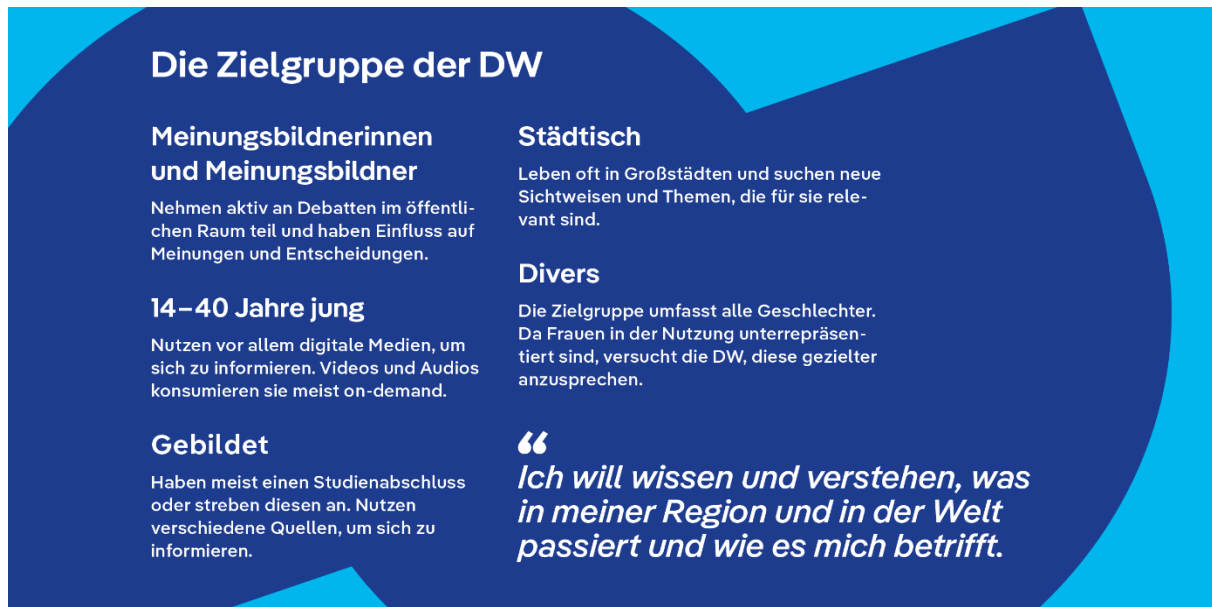 Die Zielgruppe der DW
Meinungsbildnerinnen
und Meinungsbildner
Nehmen aktiv an Debatten im öffentli-
chen Raum teil und haben Einfluss auf
Meinungen und Entscheidungen.
14–40 Jahre jung
Nutzen vor allem digitale Medien, um
sich zu informieren. Videos und Audios
konsumieren sie meist on-demand.
Gebildet
Haben meist einen Studienabschluss
oder streben diesen an. Nutzen
verschiedene Quellen, um sich zu
informieren.
Städtisch
Leben oft in Großstädten und suchen neue
Sichtweisen und Themen, die für sie rele-
vant sind.
Divers
Die Zielgruppe umfasst alle Geschlechter.
Da Frauen in der Nutzung unterrepräsen-
tiert sind, versucht die DW, diese gezielter
anzusprechen.
“
Ich will wissen und verstehen, was
in meiner Region und in der Welt
passiert und wie es mich betrifft.